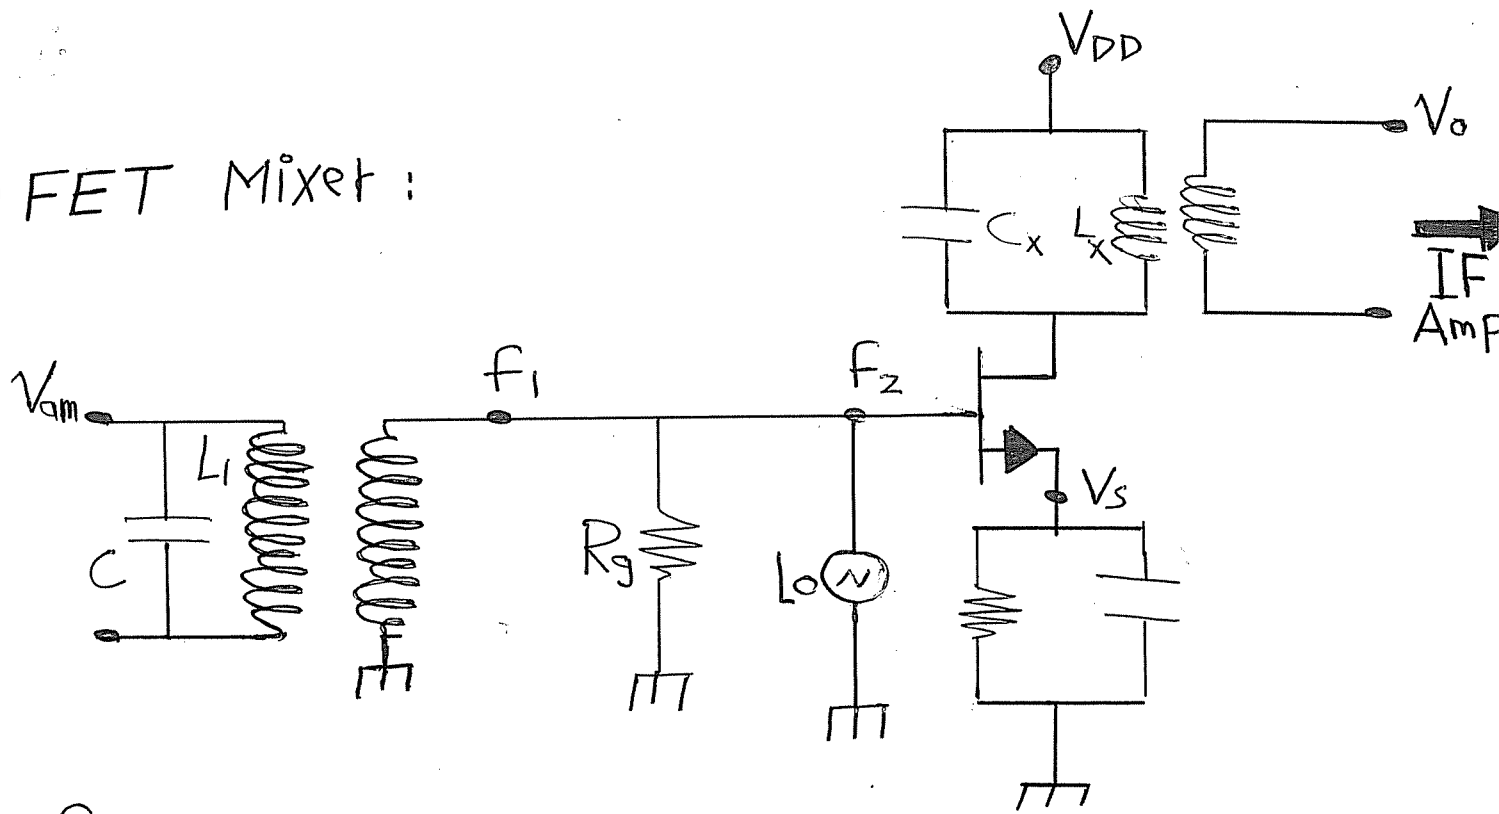 VDD
Vo
FET Mixer :
Cx
Lx
IF
Amp
f1
f2
Vam
L1
Vs
Rg
Lo
C